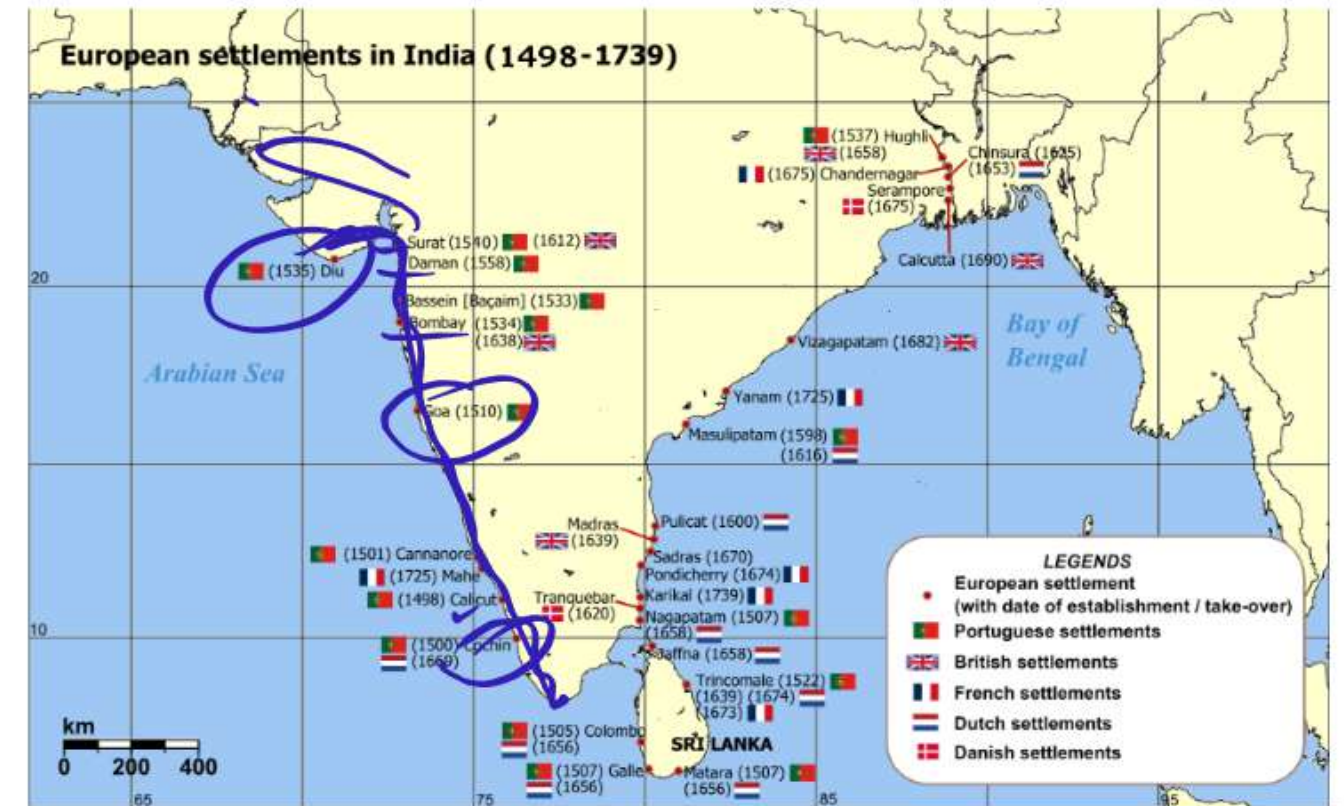 European settlements in India (1498-1739)
(1537) Hughli
(1658)
Chinsura (1625)
(1653)
(1675) Chandernagar
Serampore
(1675)
Surat (1540) (1612)
Daman (1558)
Calcutta (1690)
(1535) Diu
20
Bassein [Baçaim] (1533)
Bombay (1534)
(1638)
Bay of
Bengal
Vizagapatam (1682)
Arabian Sea
Yanam (1725)
Goa (1510)
Masulipatam (1598)
(1616)
Pulicat (1600)
Madras
(1639)
(1501) Cannanore
Sadras (1670)
(1725) Mahe
Pondicherry (1674)
(1498) Calicut
Tranquebar
(1620)
Karikal (1739)
Nagapatam (1507)
(1658)
10
(1500) Cochin
(1669)
Jaffna (1658)
Trincomale (1522)
(1639) (1674)
(1673)
(1505) Colombo
(1656)
SRI LANKA
(1507) Galle
(1656)
Matara (1507)
(1656)
km
0 200 400
65 75 85 95
LEGENDS
European settlement
(with date of establishment / take-over)
Portuguese settlements
British settlements
French settlements
Dutch settlements
Danish settlements